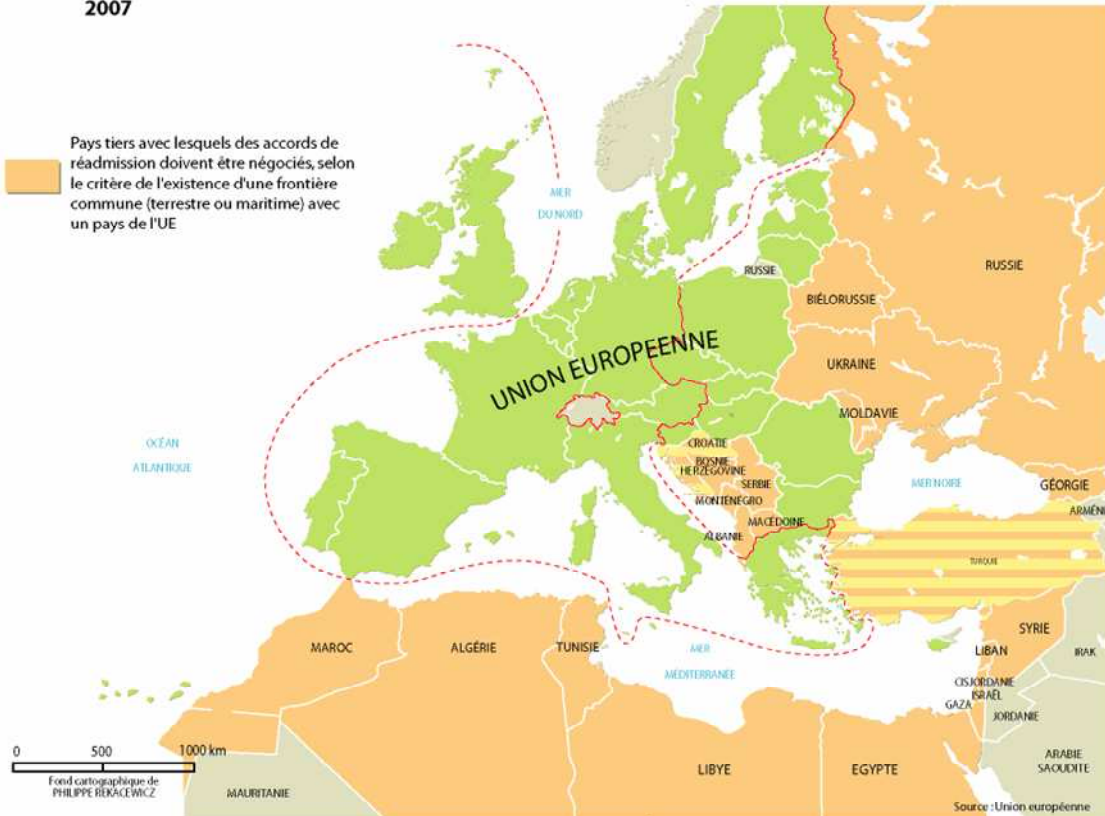 2007
Pays tiers avec lesquels des accords de
réadmission doivent être négociés, selon
le critère de l'existence d'une frontière
commune (terrestre ou maritime) avec
un pays de l'UE
MER
DU NORD
RUSSIE
RUSSIE
BIÉLORUSSIE
UNION EUROPEENNE
UKRAINE
MOLDAVIE
OCÉAN
ATLANTIQUE
CROATIE
BOSNIE
HERZÉGOVINE
SERBIE
MONTÉNÉGRO
MACÉDOINE
ALBANIE
MER NOIRE
GÉORGIE
ARMÉNI
TURQUIE
MAROC
ALGÉRIE
TUNISIE
MER
MÉDITERRANÉE
SYRIE
LIBAN
IRAK
CISJORDANIE
ISRAËL
GAZA
JORDANIE
0 500 1000 km
Fond cartographique de
PHILIPPE REKACEWICZ
MAURITANIE
LIBYE
EGYPTE
ARABIE
SAOUDITE
Source : Union européenne